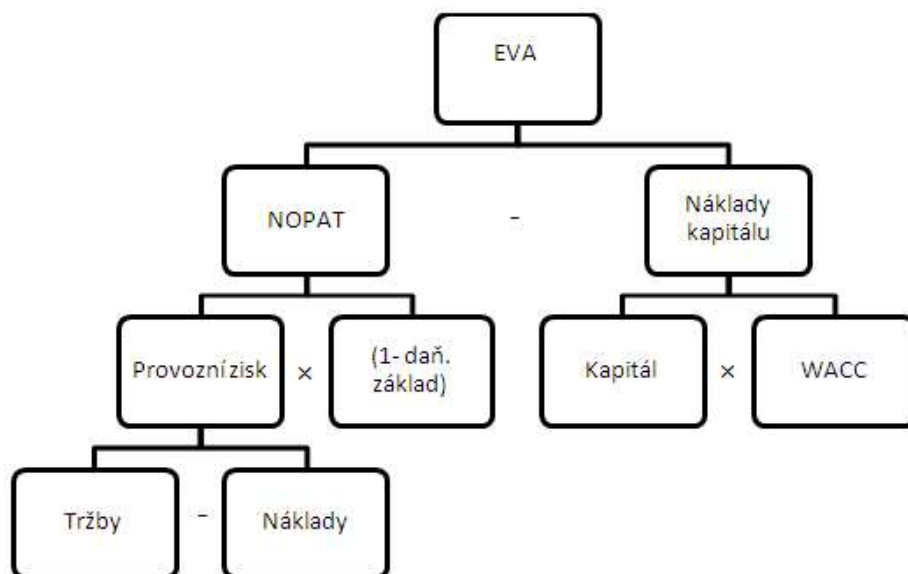 EVA
NOPAT
-
Náklady
kapitálu
Provozní zisk
×
(1- daň.
základ)
Kapitál
×
WACC
Tržby
-
Náklady